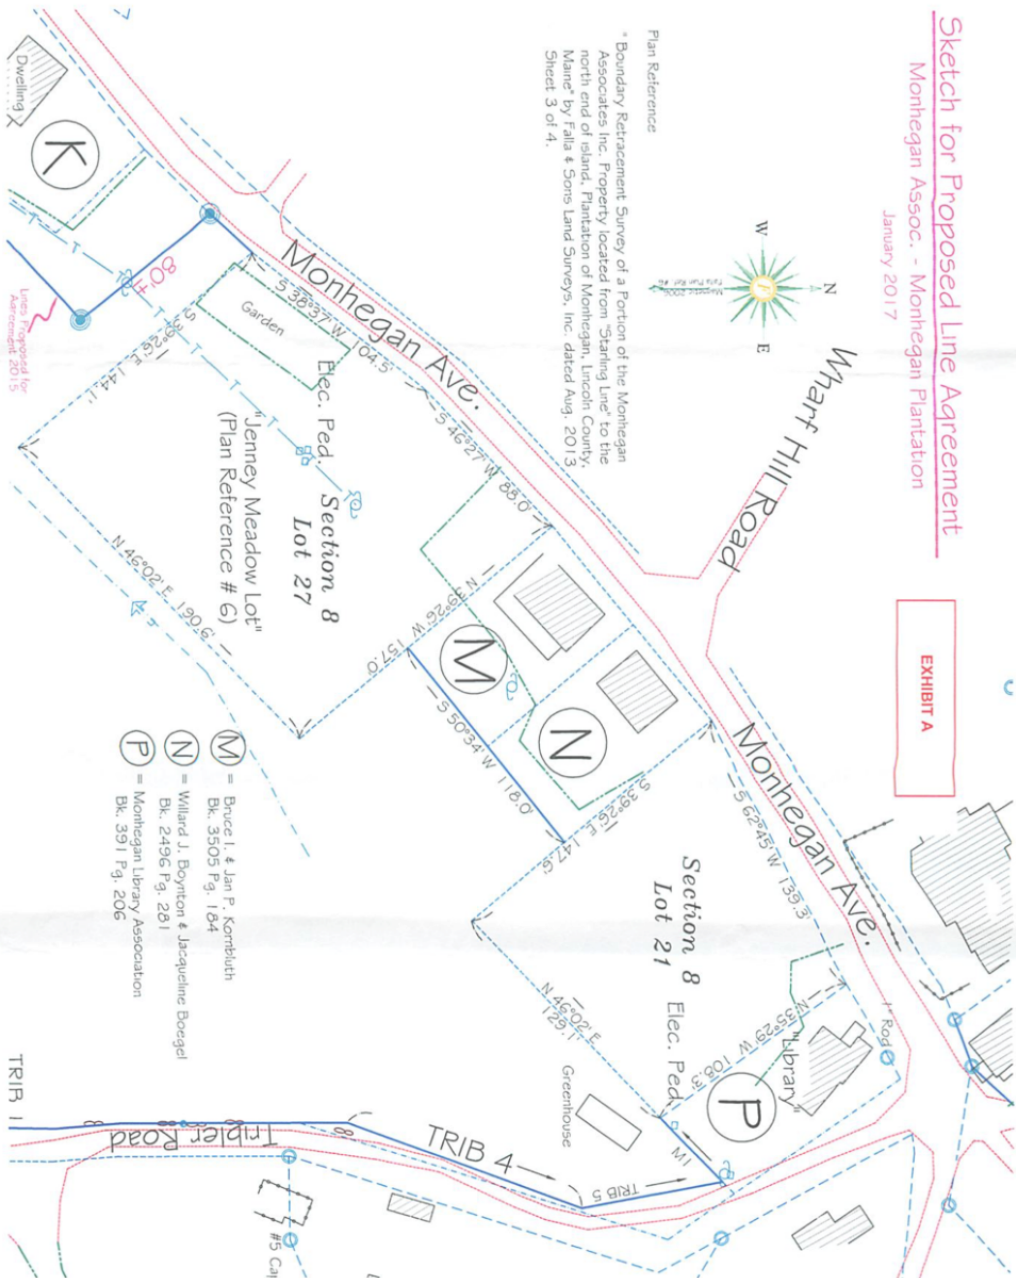 Sketch for Proposed Line Agreement
Monhegan Assoc. - Monhegan Plantation
January 2017
EXHIBIT A
Plan Reference
* Boundary Retracement Survey of a Portion of the Monhegan
Associates Inc. Property located from "Starling Line" to the
north end of island, Plantation of Monhegan, Lincoln County,
Maine" by Falla & Sons Land Surveys, Inc. dated Aug. 2013
Sheet 3 of 4.
N
W
E
Wharf Hill Road
Monhegan Ave.
Monhegan Ave.
S 38°37' W 104.5'
S 46°27' W 88.0'
S 62°45' W 139.3'
Dwelling
K
80±
Garden
Elec. Ped.
S 39°26' E 144.1'
Lines Proposed for
Agreement 2015
Section 8
Lot 27
"Jenney Meadow Lot"
(Plan Reference # 6)
N 46°02' E 190.6'
N 39°26' W 157.0'
M
N
S 50°34' W 118.0'
S 39°26' E 147.9'
Section 8
Lot 21
Elec. Ped.
N 46°02' E
129.1'
N 35°29' W 108.3'
"Library"
1" Rod
P
Greenhouse
M = Bruce I. & Jan P. Kornbluth
Bk. 3505 Pg. 184
N = Willard J. Boynton & Jacqueline Boegel
Bk. 2496 Pg. 281
P = Monhegan Library Association
Bk. 391 Pg. 206
TRIB 1
Tribler Road
TRIB 4
TRIB 5
M1
#5 Cap